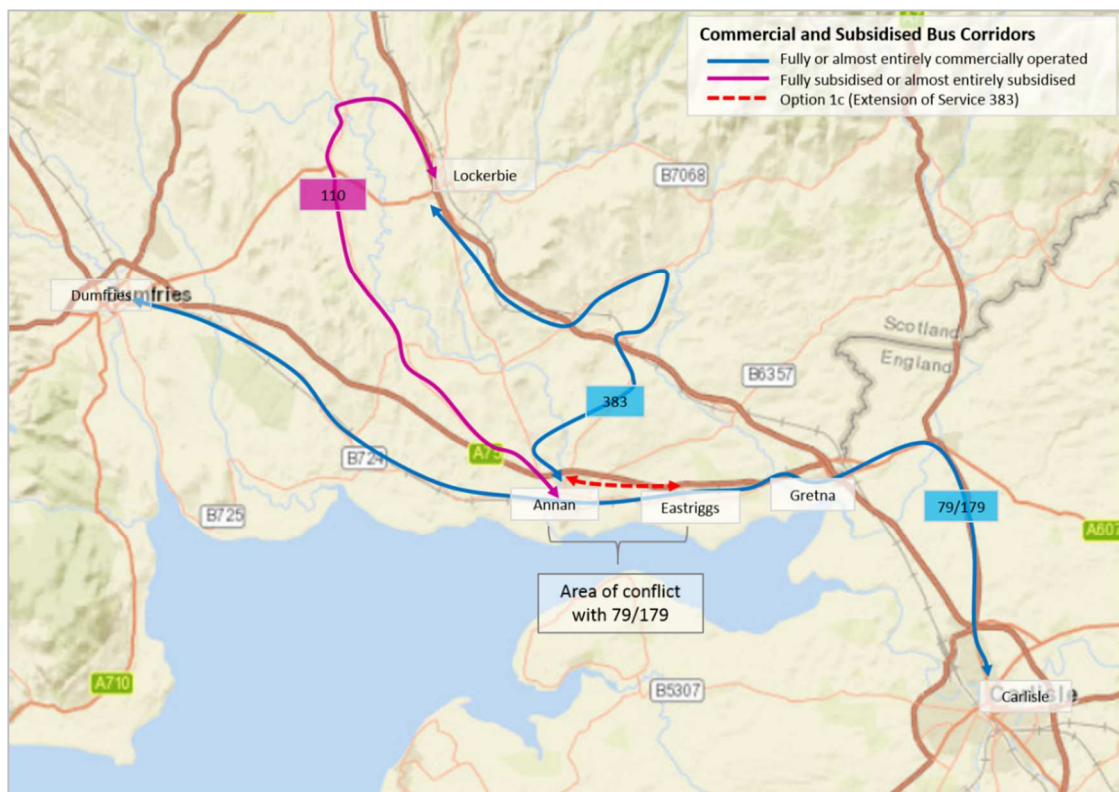 Commercial and Subsidised Bus Corridors
Fully or almost entirely commercially operated
Fully subsidised or almost entirely subsidised
Option 1c (Extension of Service 383)
Lockerbie
B7068
110
Dumfries
Dumfries
Scotland
England
B6357
383
A75
B724
Annan
Eastriggs
Gretna
79/179
B725
A607
Area of conflict
with 79/179
A710
B5307
Carlisle
Carlisle